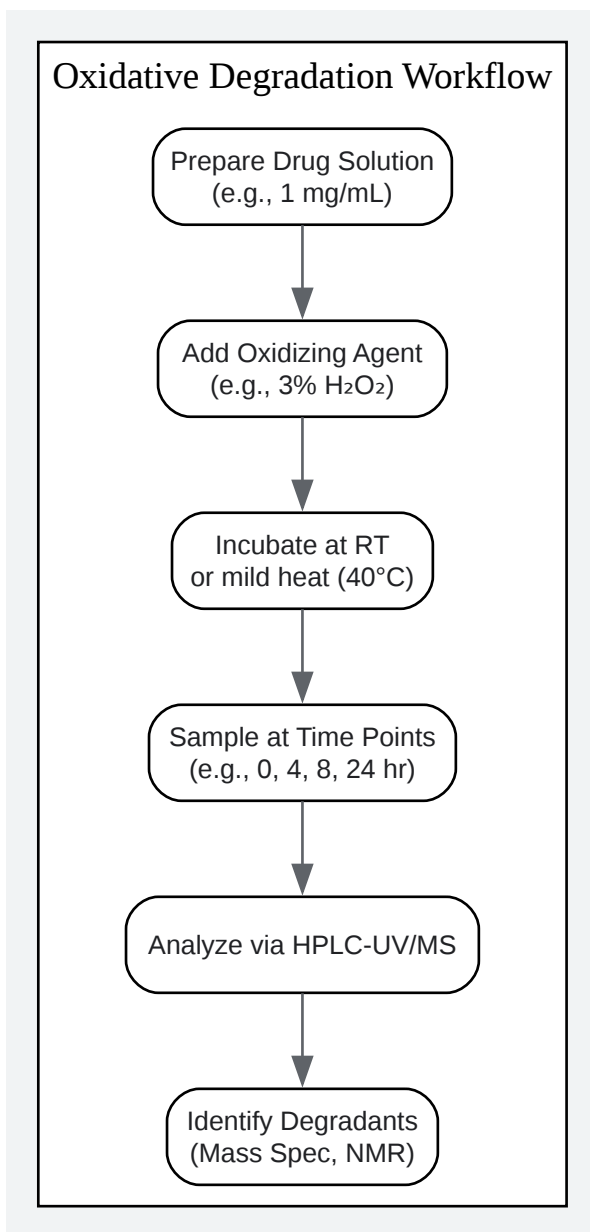 Oxidative Degradation Workflow
Prepare Drug Solution
(e.g., 1 mg/mL)
Add Oxidizing Agent
(e.g., 3% H₂O₂)
Incubate at RT
or mild heat (40°C)
Sample at Time Points
(e.g., 0, 4, 8, 24 hr)
Analyze via HPLC-UV/MS
Identify Degradants
(Mass Spec, NMR)